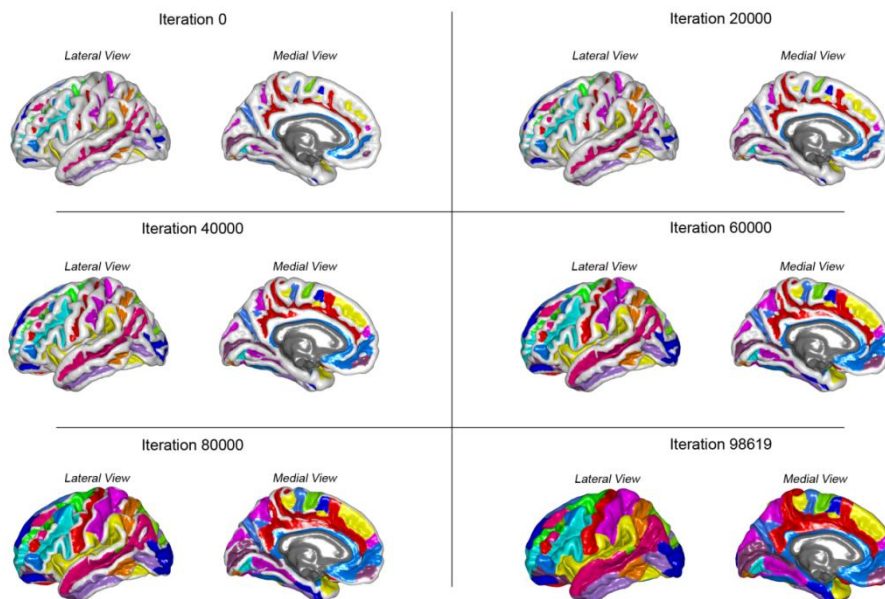 Iteration 0
Lateral View
Medial View
Iteration 20000
Lateral View
Medial View
Iteration 40000
Lateral View
Medial View
Iteration 60000
Lateral View
Medial View
Iteration 80000
Lateral View
Medial View
Iteration 98619
Lateral View
Medial View